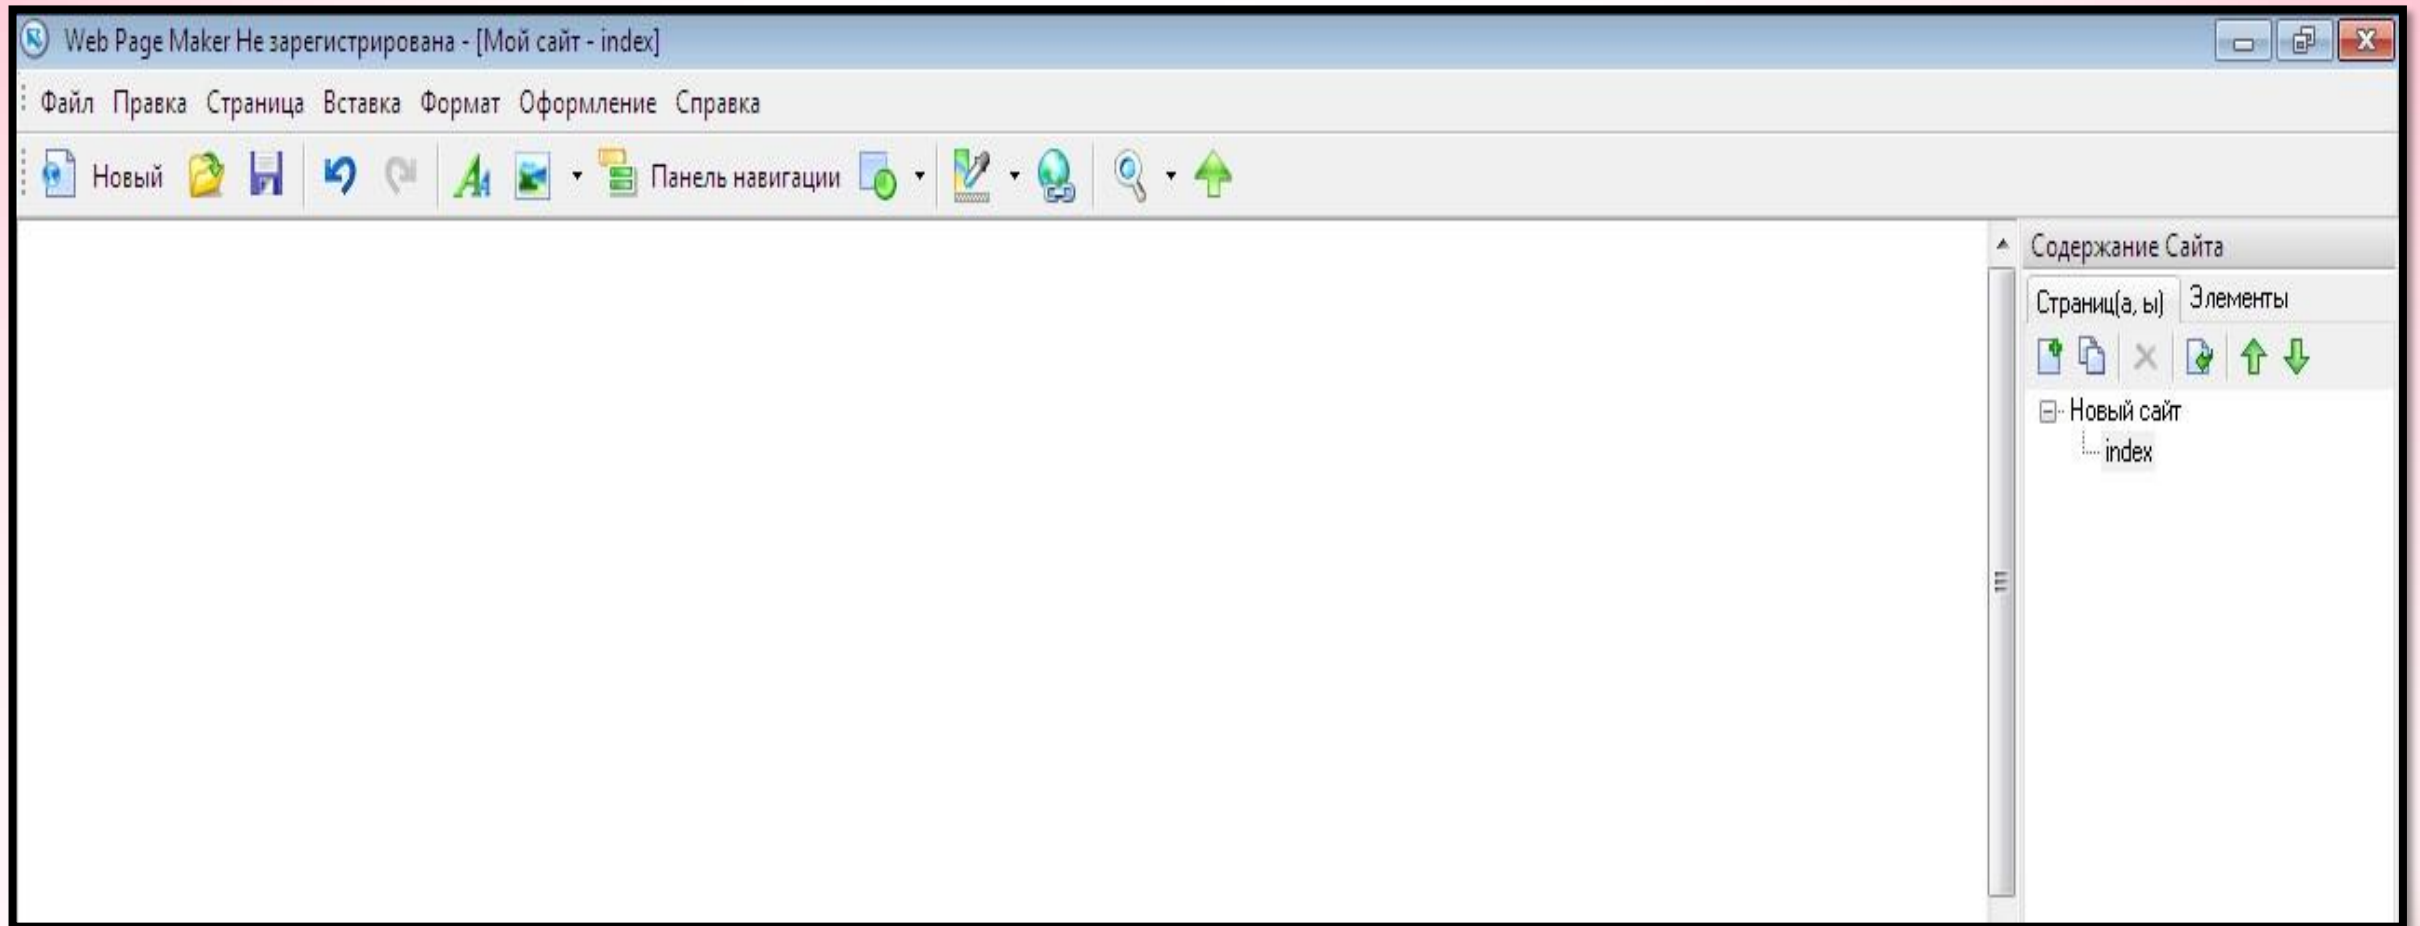 Web Page Maker Не зарегистрирована - [Мой сайт - index]
Файл Правка Страница Вставка Формат Оформление Справка
Новый Панель навигации
Содержание Сайта
Страниц(а, ы) Элементы
Новый сайт
index